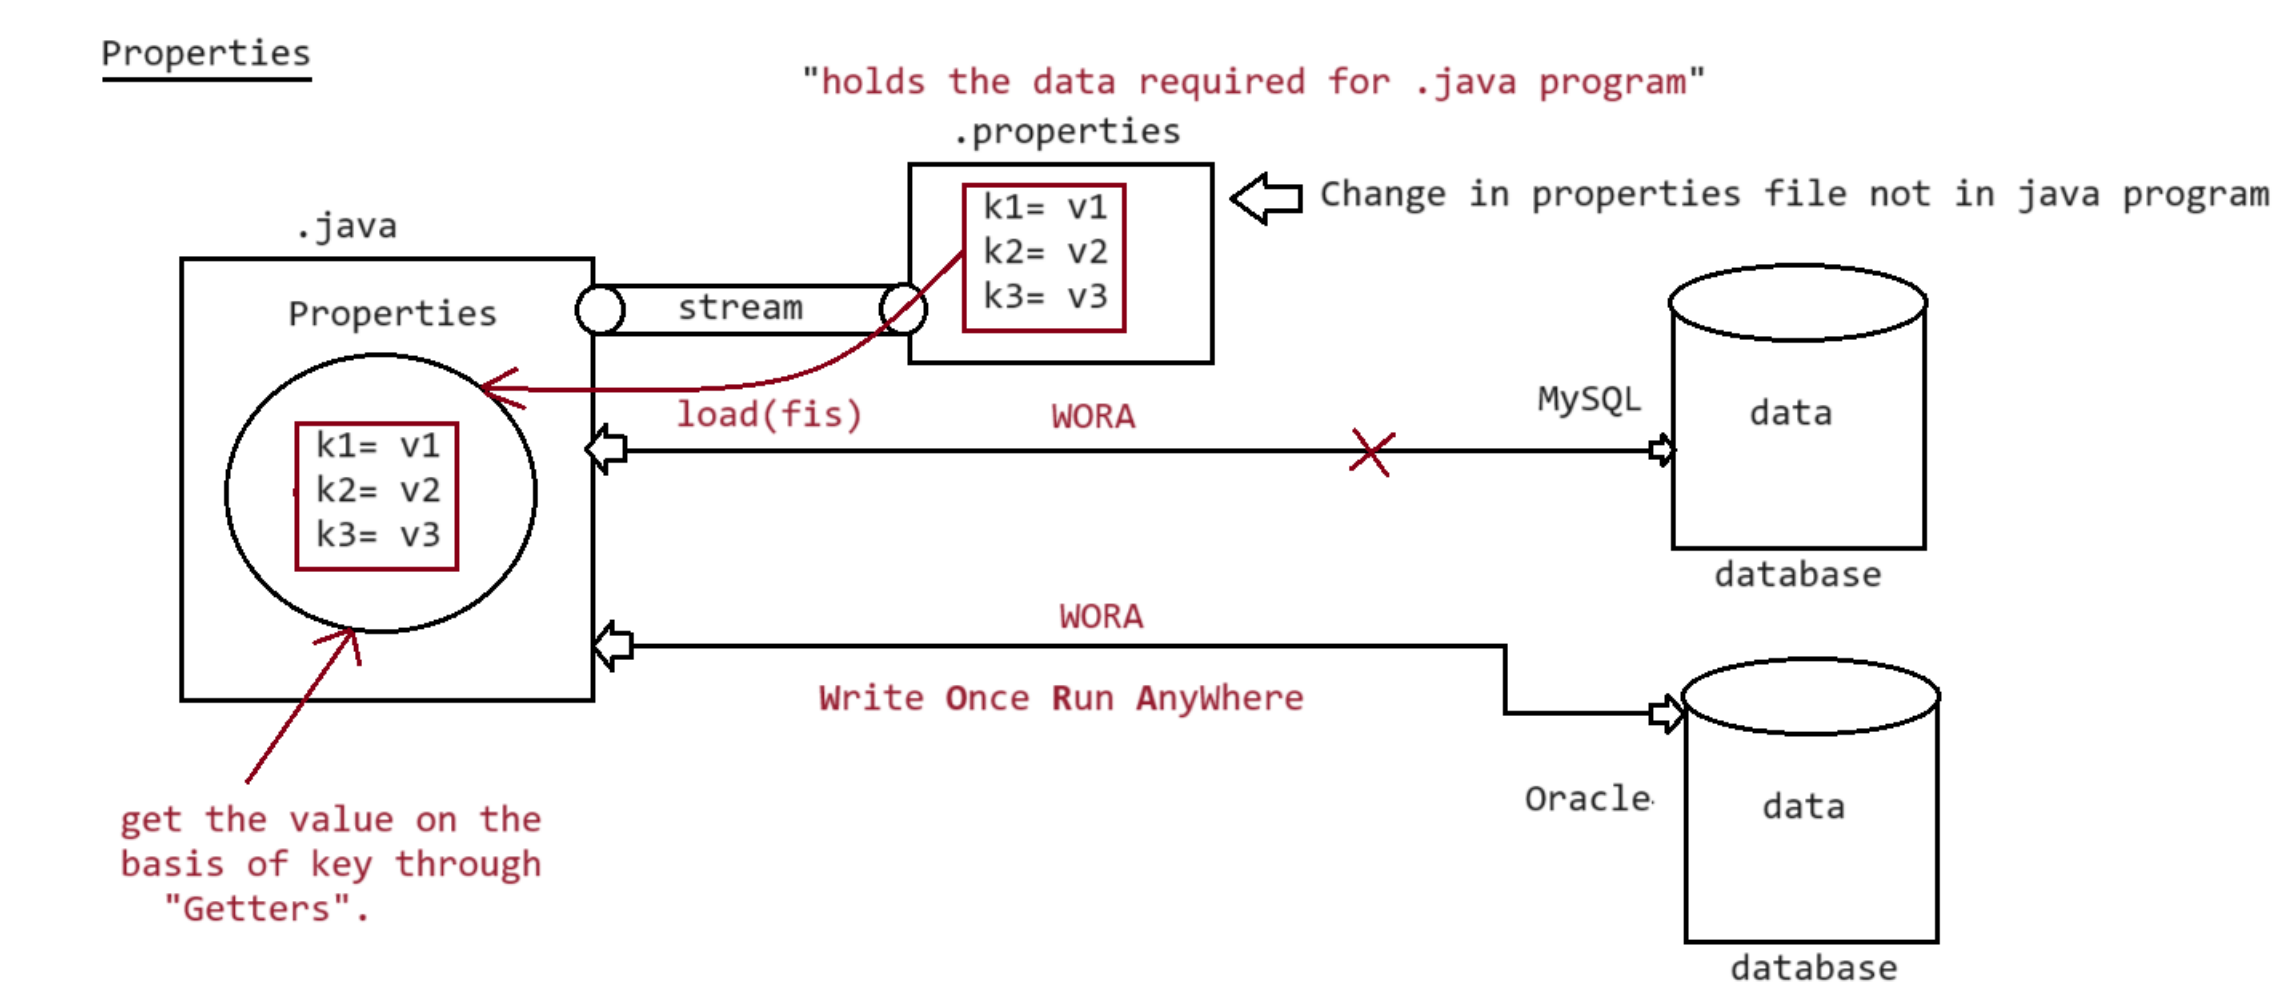 Properties
"holds the data required for .java program"
.properties
k1= v1
k2= v2
k3= v3
Change in properties file not in java program
.java
Properties
stream
k1= v1
k2= v2
k3= v3
load(fis)
WORA
MySQL
data
database
WORA
Write Once Run AnyWhere
Oracle
data
database
get the value on the
basis of key through
"Getters".